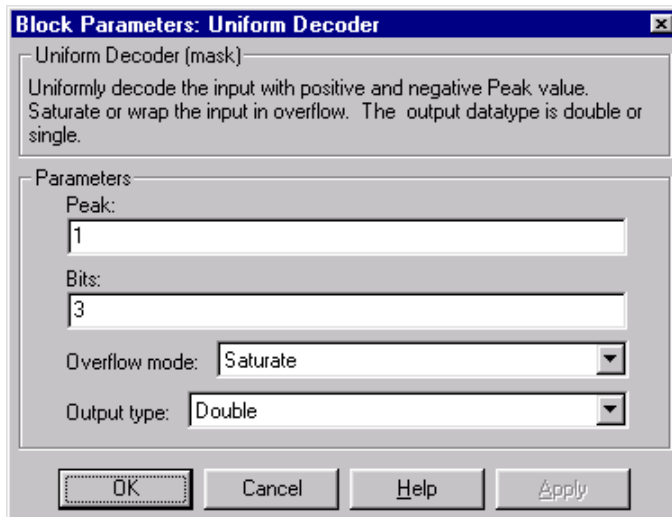 Block Parameters: Uniform Decoder
Uniform Decoder (mask)
Uniformly decode the input with positive and negative Peak value.
Saturate or wrap the input in overflow.  The  output datatype is double or
single.
Parameters
Peak:
1
Bits:
3
Overflow mode: Saturate
Output type: Double
OK Cancel Help Apply